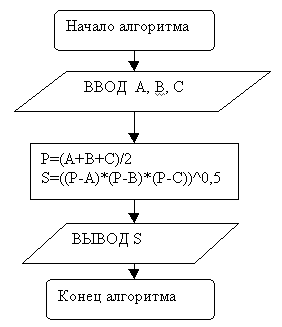 Начало алгоритма
ВВОД А, В, С
P=(A+B+C)/2
S=((P-A)*(P-B)*(P-C))^0,5
ВЫВОД S
Конец алгоритма